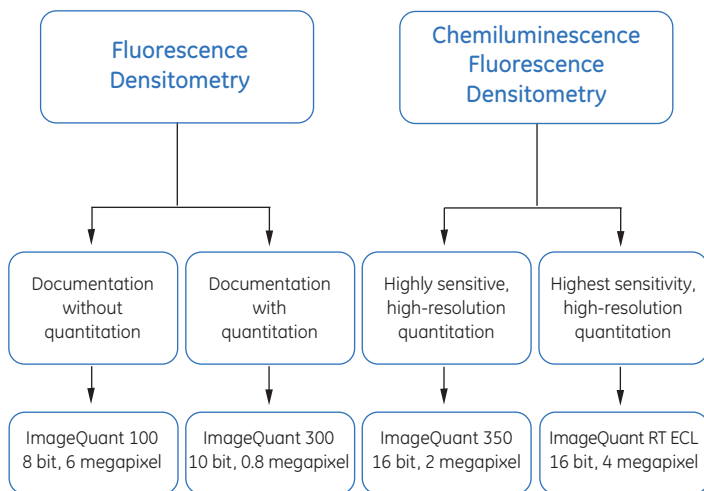 Fluorescence
Densitometry
Chemiluminescence
Fluorescence
Densitometry
Documentation
without
quantitation
Documentation
with
quantitation
Highly sensitive,
high-resolution
quantitation
Highest sensitivity,
high-resolution
quantitation
ImageQuant 100
8 bit, 6 megapixel
ImageQuant 300
10 bit, 0.8 megapixel
ImageQuant 350
16 bit, 2 megapixel
ImageQuant RT ECL
16 bit, 4 megapixel